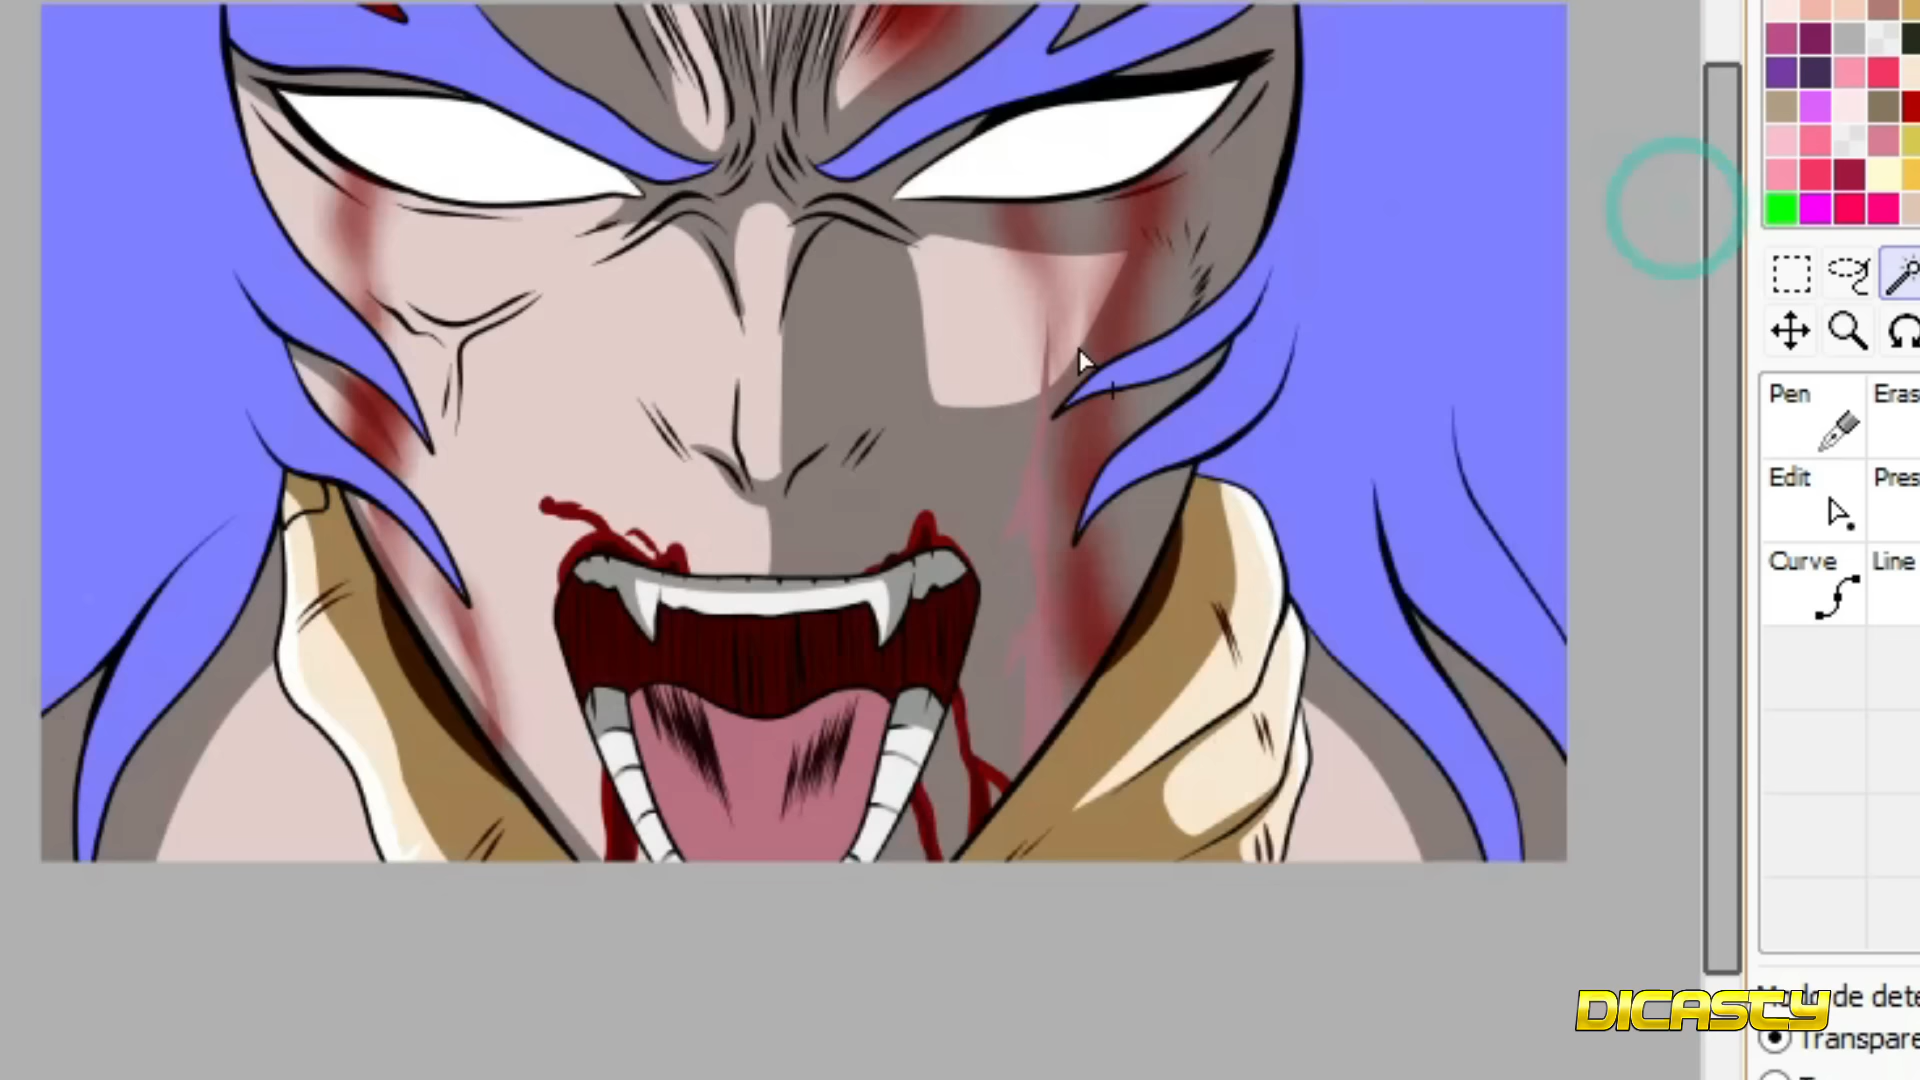 Pen
Eras
Edit
Pres
Curve
Line
de dete
Transpare
DICASTY